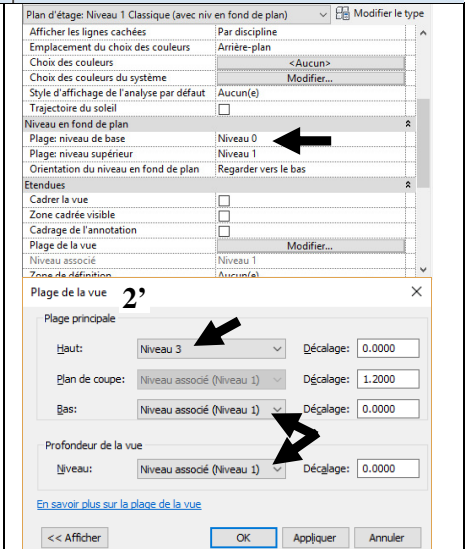 Plan d'étage: Niveau 1 Classique (avec niv en fond de plan) Modifier le type
Afficher les lignes cachées Par discipline
Emplacement du choix des couleurs Arrière-plan
Choix des couleurs <Aucun>
Choix des couleurs du système Modifier...
Style d'affichage de l'analyse par défaut Aucun(e)
Trajectoire du soleil
Niveau en fond de plan
Plage: niveau de base Niveau 0
Plage: niveau supérieur Niveau 1
Orientation du niveau en fond de plan Regarder vers le bas
Etendues
Cadrer la vue
Zone cadrée visible
Cadrage de l'annotation
Plage de la vue Modifier...
Niveau associé Niveau 1
Zone de définition Aucun(e)
Plage de la vue 2’
Plage principale
Haut: Niveau 3 Décalage: 0.0000
Plan de coupe: Niveau associé (Niveau 1) Décalage: 1.2000
Bas: Niveau associé (Niveau 1) Décalage: 0.0000
Profondeur de la vue
Niveau: Niveau associé (Niveau 1) Décalage: 0.0000
En savoir plus sur la plage de la vue
<< Afficher OK Appliquer Annuler